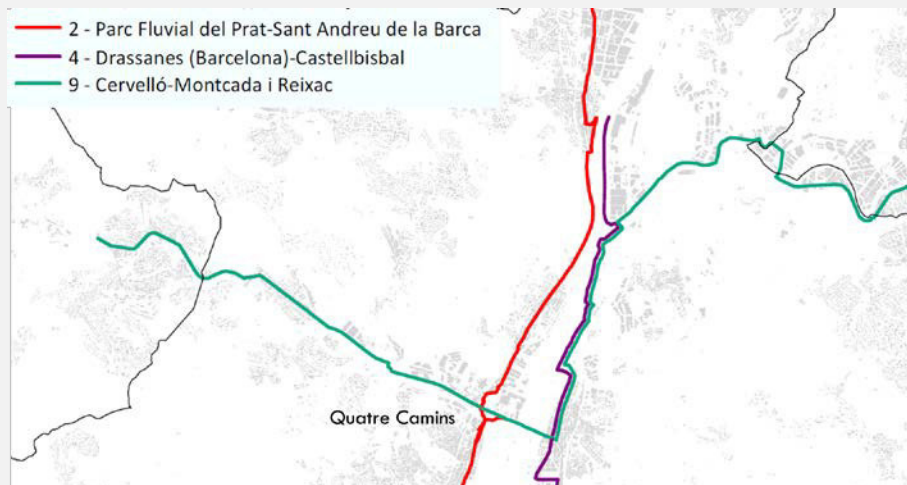 2 - Parc Fluvial del Prat-Sant Andreu de la Barca
4 - Drassanes (Barcelona)-Castellbisbal
9 - Cervelló-Montcada i Reixac
Quatre Camins